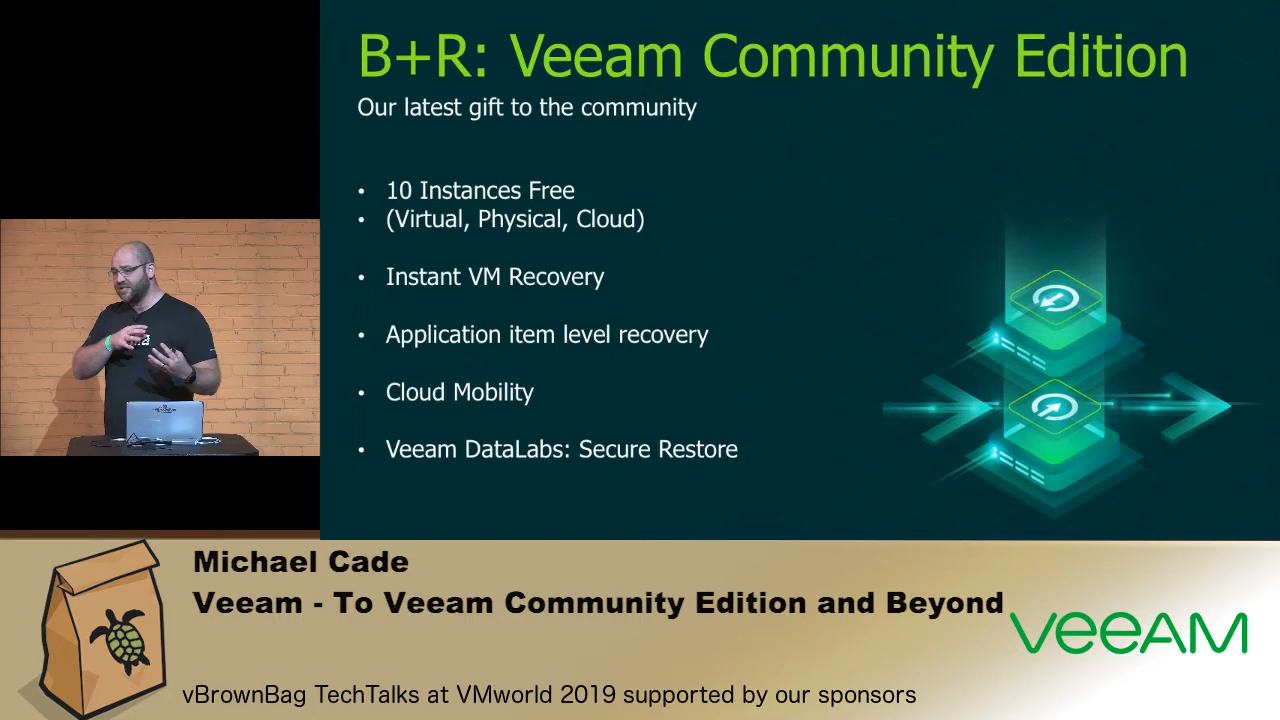 B+R: Veeam Community Edition
Our latest gift to the community
• 10 Instances Free
• (Virtual, Physical, Cloud)
• Instant VM Recovery
• Application item level recovery
• Cloud Mobility
• Veeam DataLabs: Secure Restore
Michael Cade
Veeam - To Veeam Community Edition and Beyond
VEEAM
vBrownBag TechTalks at VMworld 2019 supported by our sponsors